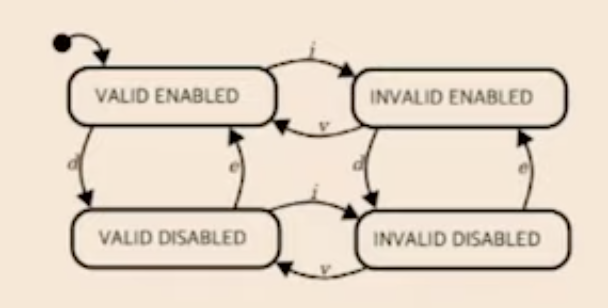 i
VALID ENABLED
INVALID ENABLED
v
d
e
d
e
i
VALID DISABLED
INVALID DISABLED
v